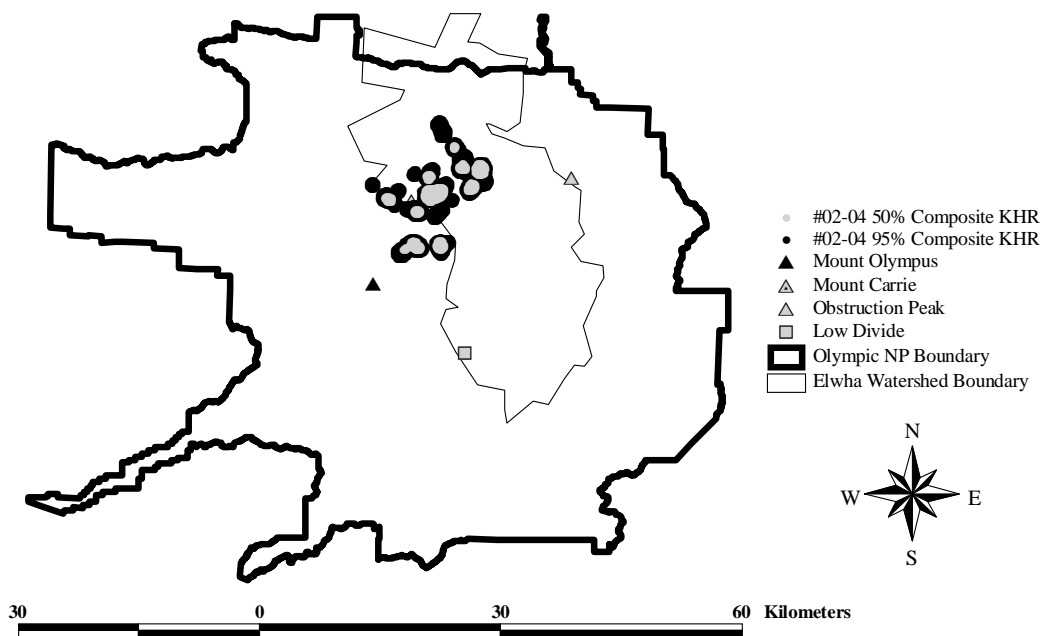 #02-04 50% Composite KHR
#02-04 95% Composite KHR
Mount Olympus
Mount Carrie
Obstruction Peak
Low Divide
Olympic NP Boundary
Elwha Watershed Boundary
N
W E
S
30 0 30 60 Kilometers